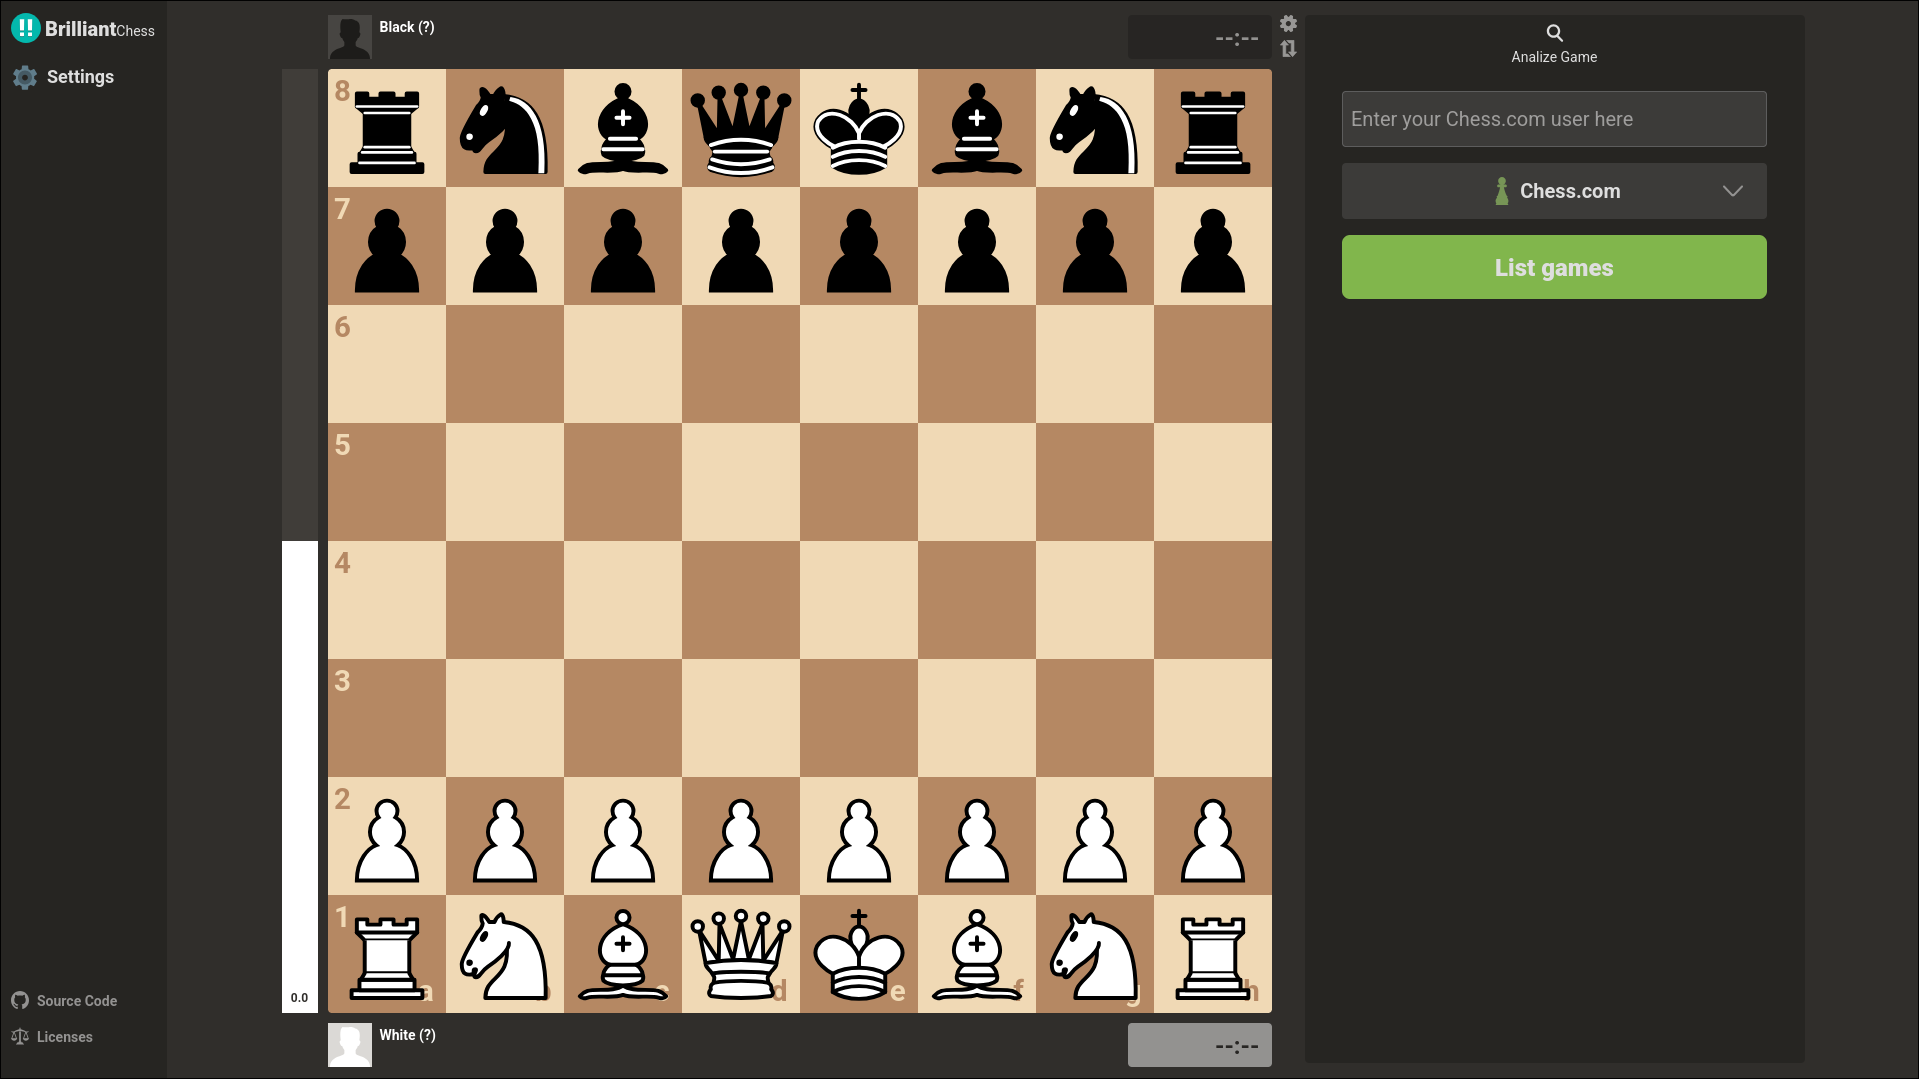 !! BrilliantChess
Settings
Source Code
Licenses
Black (?)
--:--
8
7
6
5
4
3
2
1
a b c d e f g h
0.0
White (?)
--:--
Analize Game
Enter your Chess.com user here
Chess.com
List games